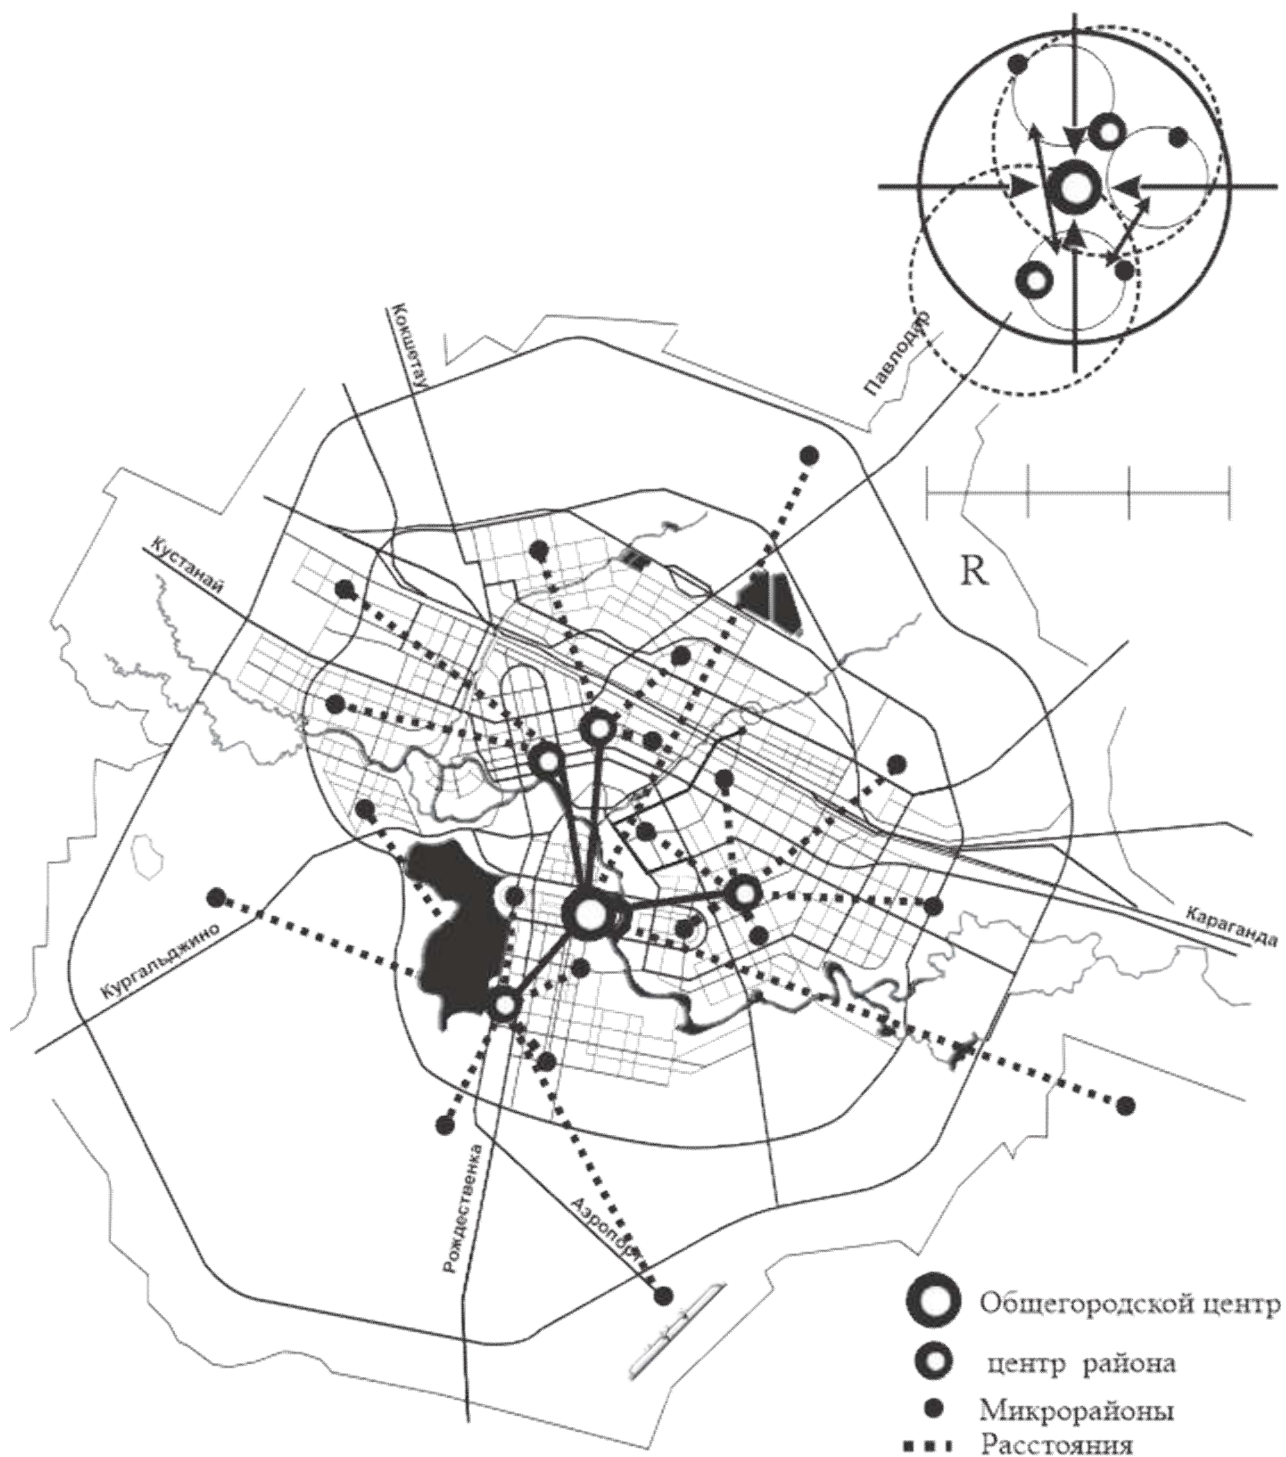 Кокшетау
Павлодар
Кустанай
R
Караганда
Кургальджино
Рождественка
Аэропорт
Общегородской центр
центр района
Микрорайоны
Расстояния